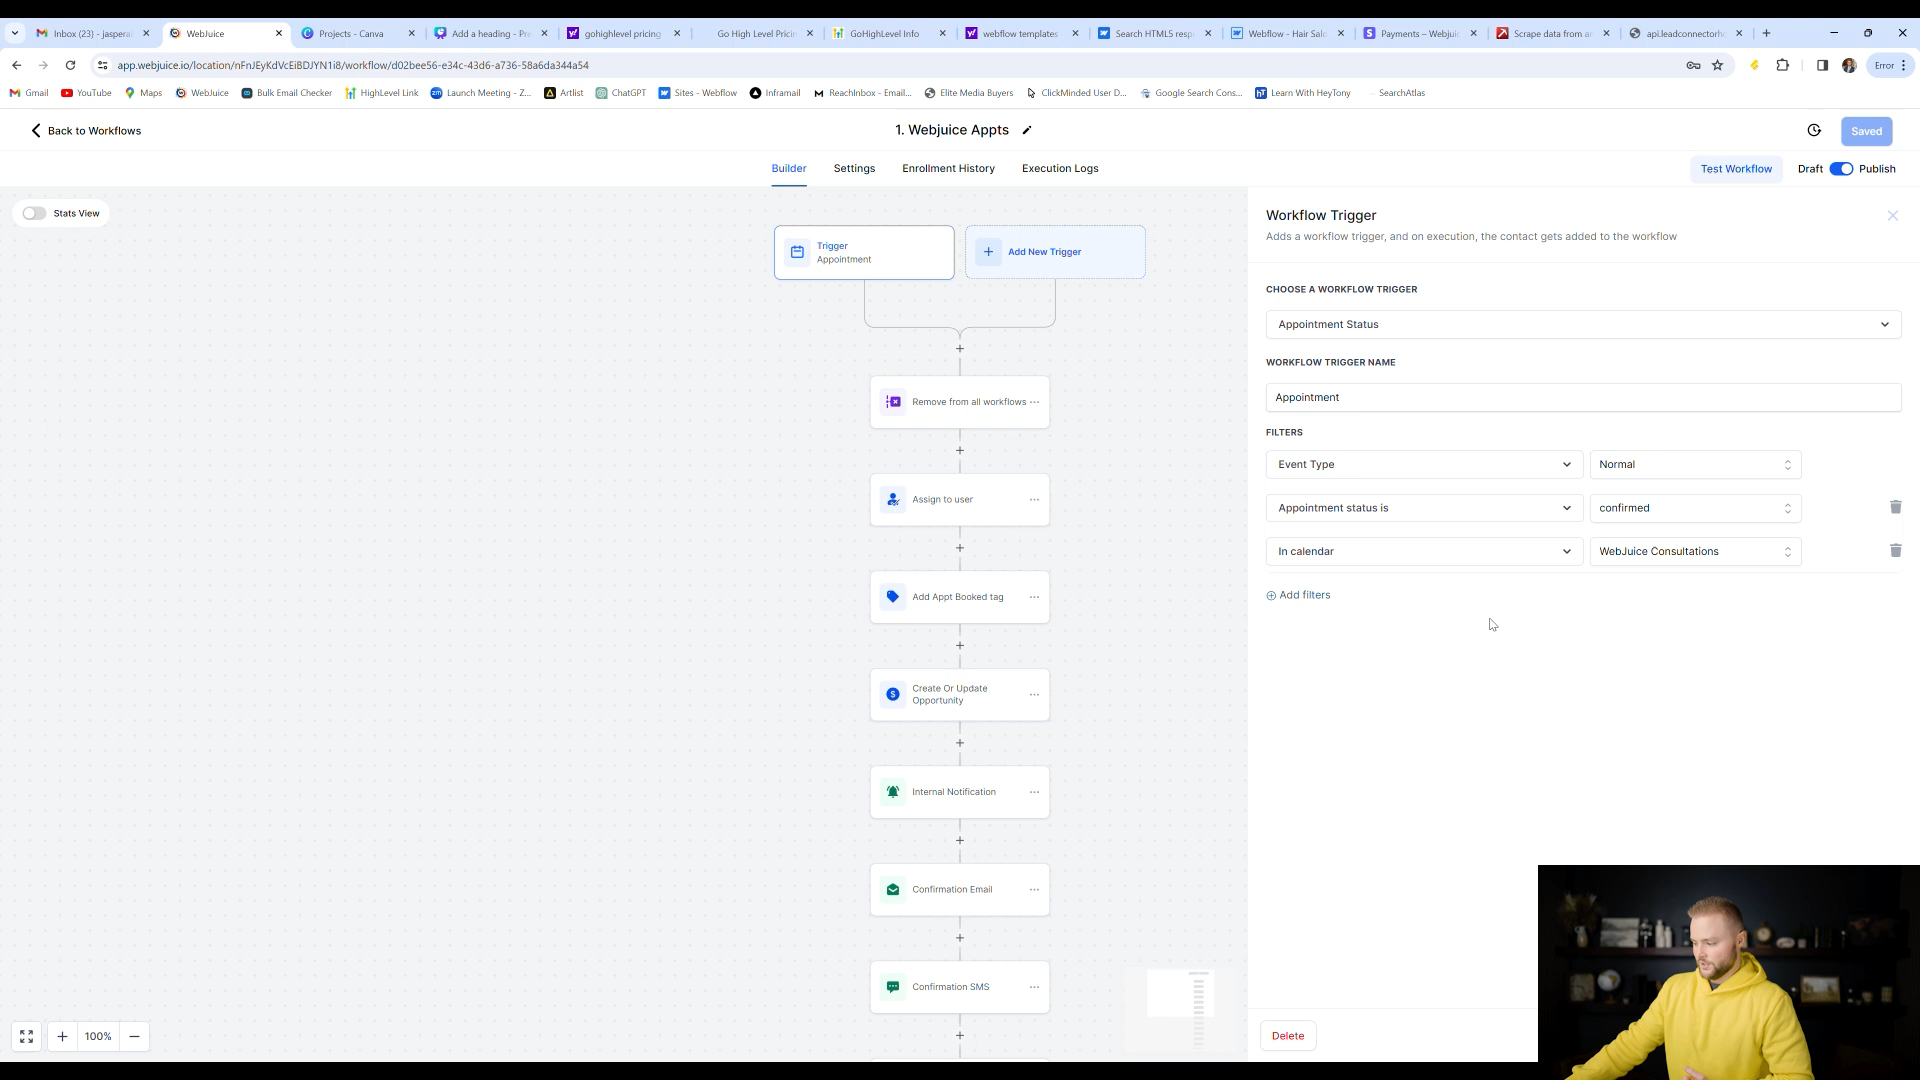 Inbox (23) - jaspera
WebJuice
Projects - Canva
Add a heading - Pr
gohighlevel pricing
Go High Level Pricin
GoHighLevel Info
webflow templates
Search HTML5 resp
Webflow - Hair Salo
Payments – Webjuic
Scrape data from a
api.leadconnectorh
app.webjuice.io/location/nFnJEyKdVcEiBDJYN1i8/workflow/d02bee56-e34c-43d6-a736-58a6da344a54
Error
Gmail
YouTube
Maps
WebJuice
Bulk Email Checker
HighLevel Link
Launch Meeting - Z...
Artlist
ChatGPT
Sites - Webflow
Inframail
ReachInbox - Email...
Elite Media Buyers
ClickMinded User D...
Google Search Cons...
Learn With HeyTony
SearchAtlas
Back to Workflows
1. Webjuice Appts
Saved
Builder
Settings
Enrollment History
Execution Logs
Test Workflow
Draft
Publish
Stats View
Trigger
Appointment
Add New Trigger
Remove from all workflows
Assign to user
Add Appt Booked tag
Create Or Update
Opportunity
Internal Notification
Confirmation Email
Confirmation SMS
100%
Workflow Trigger
Adds a workflow trigger, and on execution, the contact gets added to the workflow
CHOOSE A WORKFLOW TRIGGER
Appointment Status
WORKFLOW TRIGGER NAME
Appointment
FILTERS
Event Type
Normal
Appointment status is
confirmed
In calendar
WebJuice Consultations
Add filters
Delete